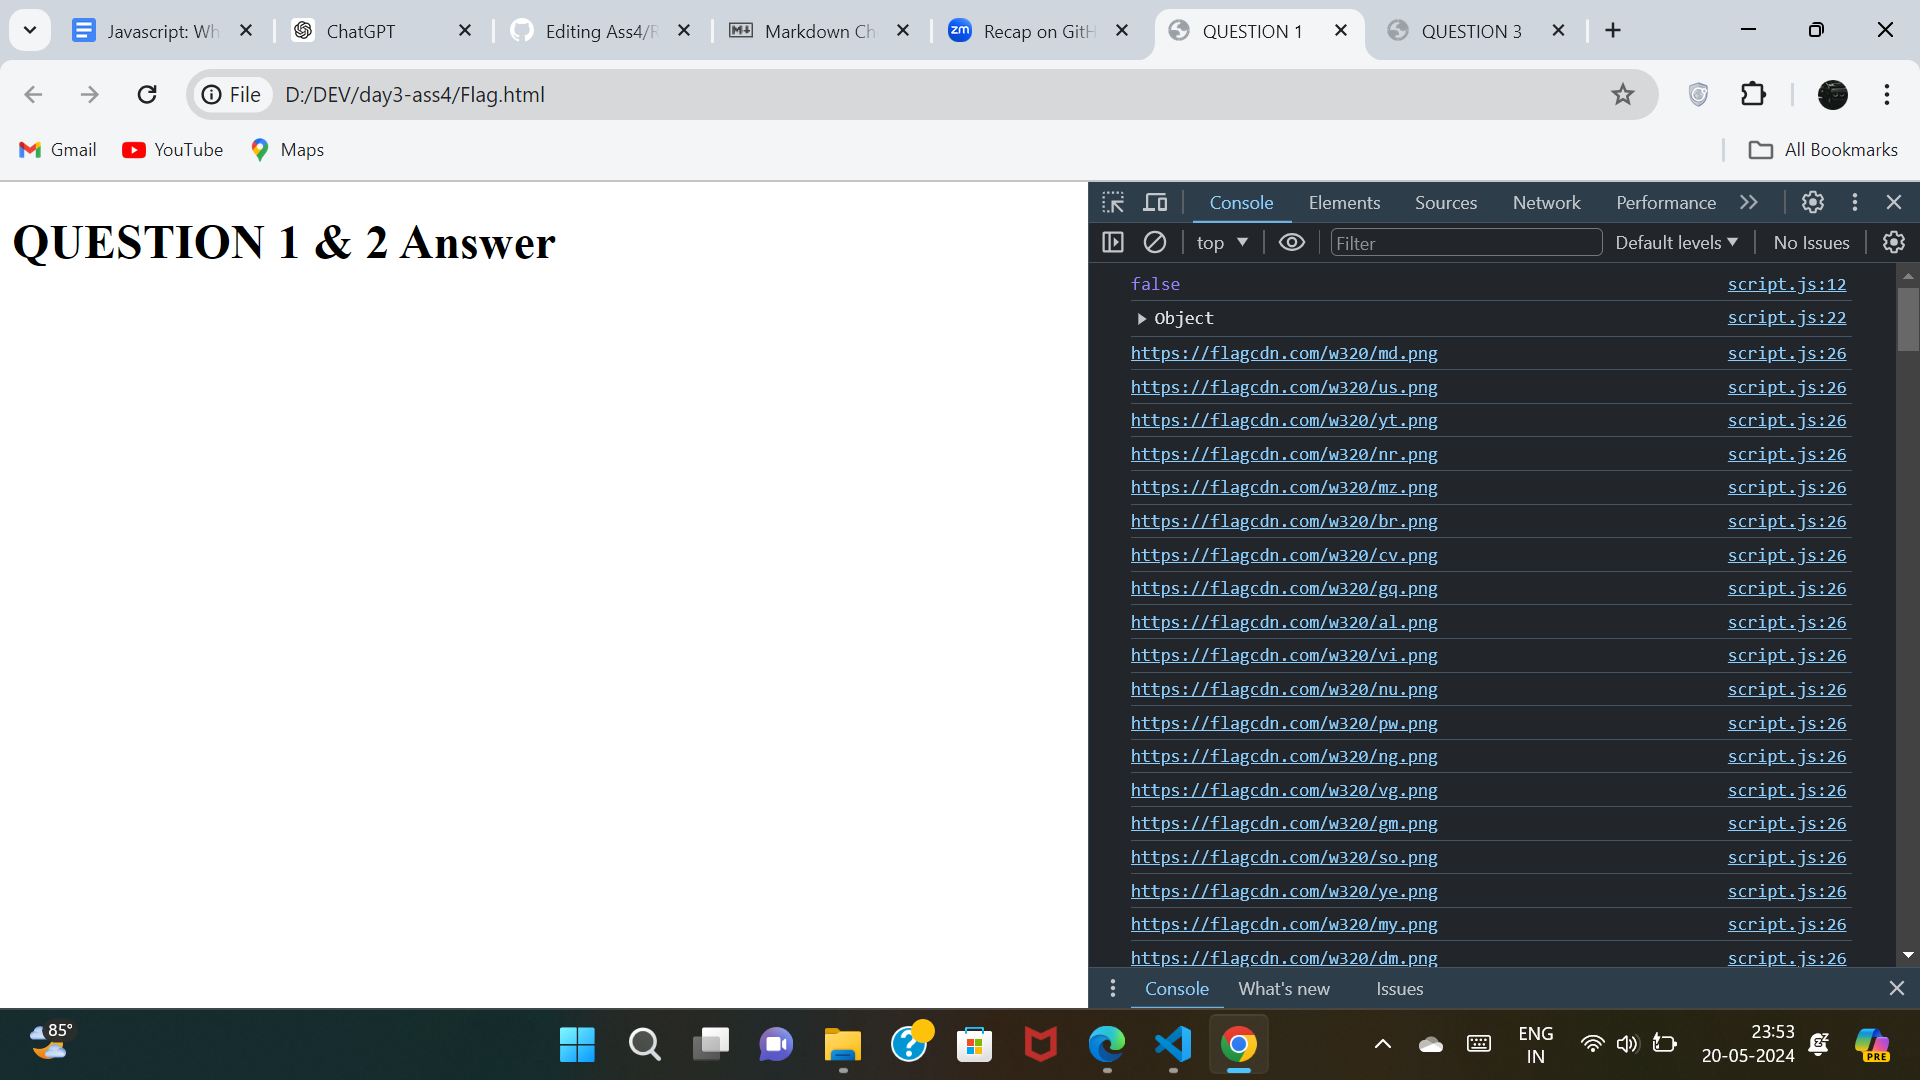 Javascript: Wh
ChatGPT
Editing Ass4/R
Markdown Ch
zm
Recap on GitH
QUESTION 1
QUESTION 3
File
D:/DEV/day3-ass4/Flag.html
Gmail
YouTube
Maps
All Bookmarks
QUESTION 1 & 2 Answer
Console Elements Sources Network Performance
top Filter Default levels No Issues
false script.js:12
Object script.js:22
https://flagcdn.com/w320/md.png script.js:26
https://flagcdn.com/w320/us.png script.js:26
https://flagcdn.com/w320/yt.png script.js:26
https://flagcdn.com/w320/nr.png script.js:26
https://flagcdn.com/w320/mz.png script.js:26
https://flagcdn.com/w320/br.png script.js:26
https://flagcdn.com/w320/cv.png script.js:26
https://flagcdn.com/w320/gq.png script.js:26
https://flagcdn.com/w320/al.png script.js:26
https://flagcdn.com/w320/vi.png script.js:26
https://flagcdn.com/w320/nu.png script.js:26
https://flagcdn.com/w320/pw.png script.js:26
https://flagcdn.com/w320/ng.png script.js:26
https://flagcdn.com/w320/vg.png script.js:26
https://flagcdn.com/w320/gm.png script.js:26
https://flagcdn.com/w320/so.png script.js:26
https://flagcdn.com/w320/ye.png script.js:26
https://flagcdn.com/w320/my.png script.js:26
https://flagcdn.com/w320/dm.png script.js:26
Console What's new Issues
85°
ENG
IN
23:53
20-05-2024
PRE